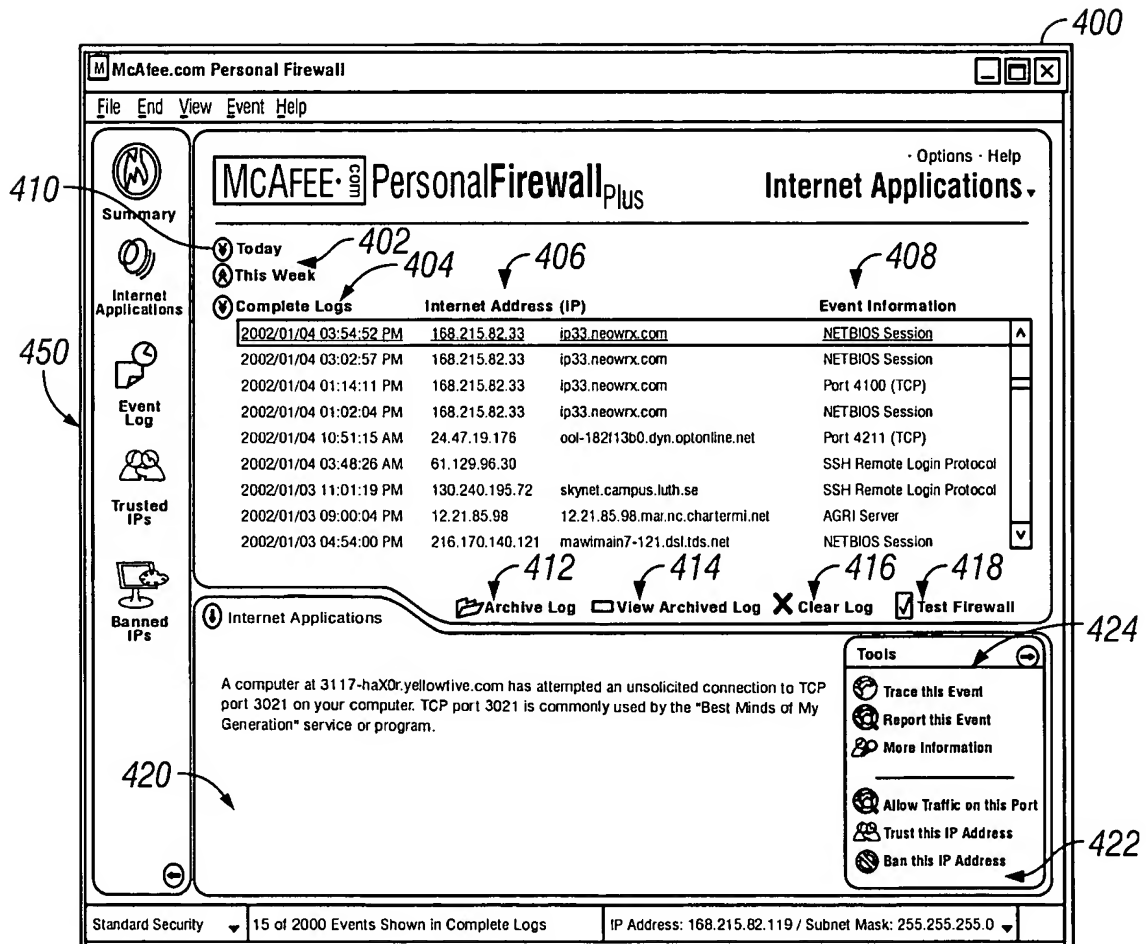 400
M McAfee.com Personal Firewall
File End View Event Help
· Options · Help
McAFEE·com PersonalFirewall Plus
Internet Applications
410
Summary
Internet Applications
450
Event Log
Trusted IPs
Banned IPs
Today
402
This Week
404
406
408
Complete Logs Internet Address (IP) Event Information
2002/01/04 03:54:52 PM 168.215.82.33 ip33.neowrx.com NETBIOS Session
2002/01/04 03:02:57 PM 168.215.82.33 ip33.neowrx.com NETBIOS Session
2002/01/04 01:14:11 PM 168.215.82.33 ip33.neowrx.com Port 4100 (TCP)
2002/01/04 01:02:04 PM 168.215.82.33 ip33.neowrx.com NETBIOS Session
2002/01/04 10:51:15 AM 24.47.19.176 ool-182f13b0.dyn.optonline.net Port 4211 (TCP)
2002/01/04 03:48:26 AM 61.129.96.30 SSH Remote Login Protocol
2002/01/03 11:01:19 PM 130.240.195.72 skynet.campus.luth.se SSH Remote Login Protocol
2002/01/03 09:00:04 PM 12.21.85.98 12.21.85.98.mar.nc.chartermi.net AGRI Server
2002/01/03 04:54:00 PM 216.170.140.121 mawimain7-121.dsl.tds.net NETBIOS Session
412 414 416 418
Archive Log View Archived Log Clear Log Test Firewall
Internet Applications
424
Tools
A computer at 3117-haX0r.yellowfive.com has attempted an unsolicited connection to TCP
port 3021 on your computer. TCP port 3021 is commonly used by the "Best Minds of My
Generation" service or program.
Trace this Event
Report this Event
More Information
420
Allow Traffic on this Port
Trust this IP Address
Ban this IP Address
422
Standard Security 15 of 2000 Events Shown in Complete Logs IP Address: 168.215.82.119 / Subnet Mask: 255.255.255.0